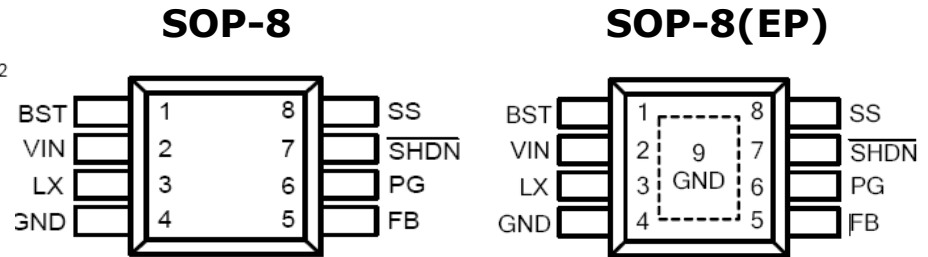 SOP-8
SOP-8(EP)
2
BST 1 8 SS
VIN 2 7 SHDN
LX 3 6 PG
GND 4 5 FB
BST 1 8 SS
VIN 2 9 7 SHDN
LX 3 GND 6 PG
GND 4 5 FB